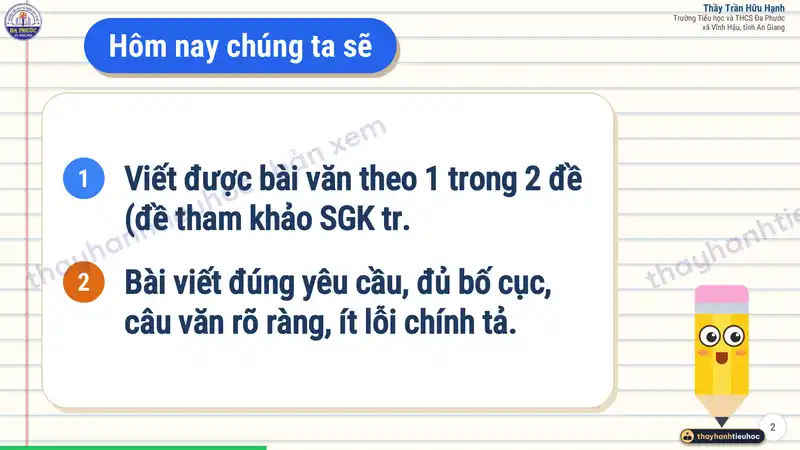 Thầy Trần Hữu Hạnh
Trường Tiểu học và THCS Đa Phước
xã Vĩnh Hậu, tỉnh An Giang
ĐA PHƯỚC
Hôm nay chúng ta sẽ
1 Viết được bài văn theo 1 trong 2 đề
(đề tham khảo SGK tr.
2 Bài viết đúng yêu cầu, đủ bố cục,
câu văn rõ ràng, ít lỗi chính tả.
thayhanhtieuhoc
2